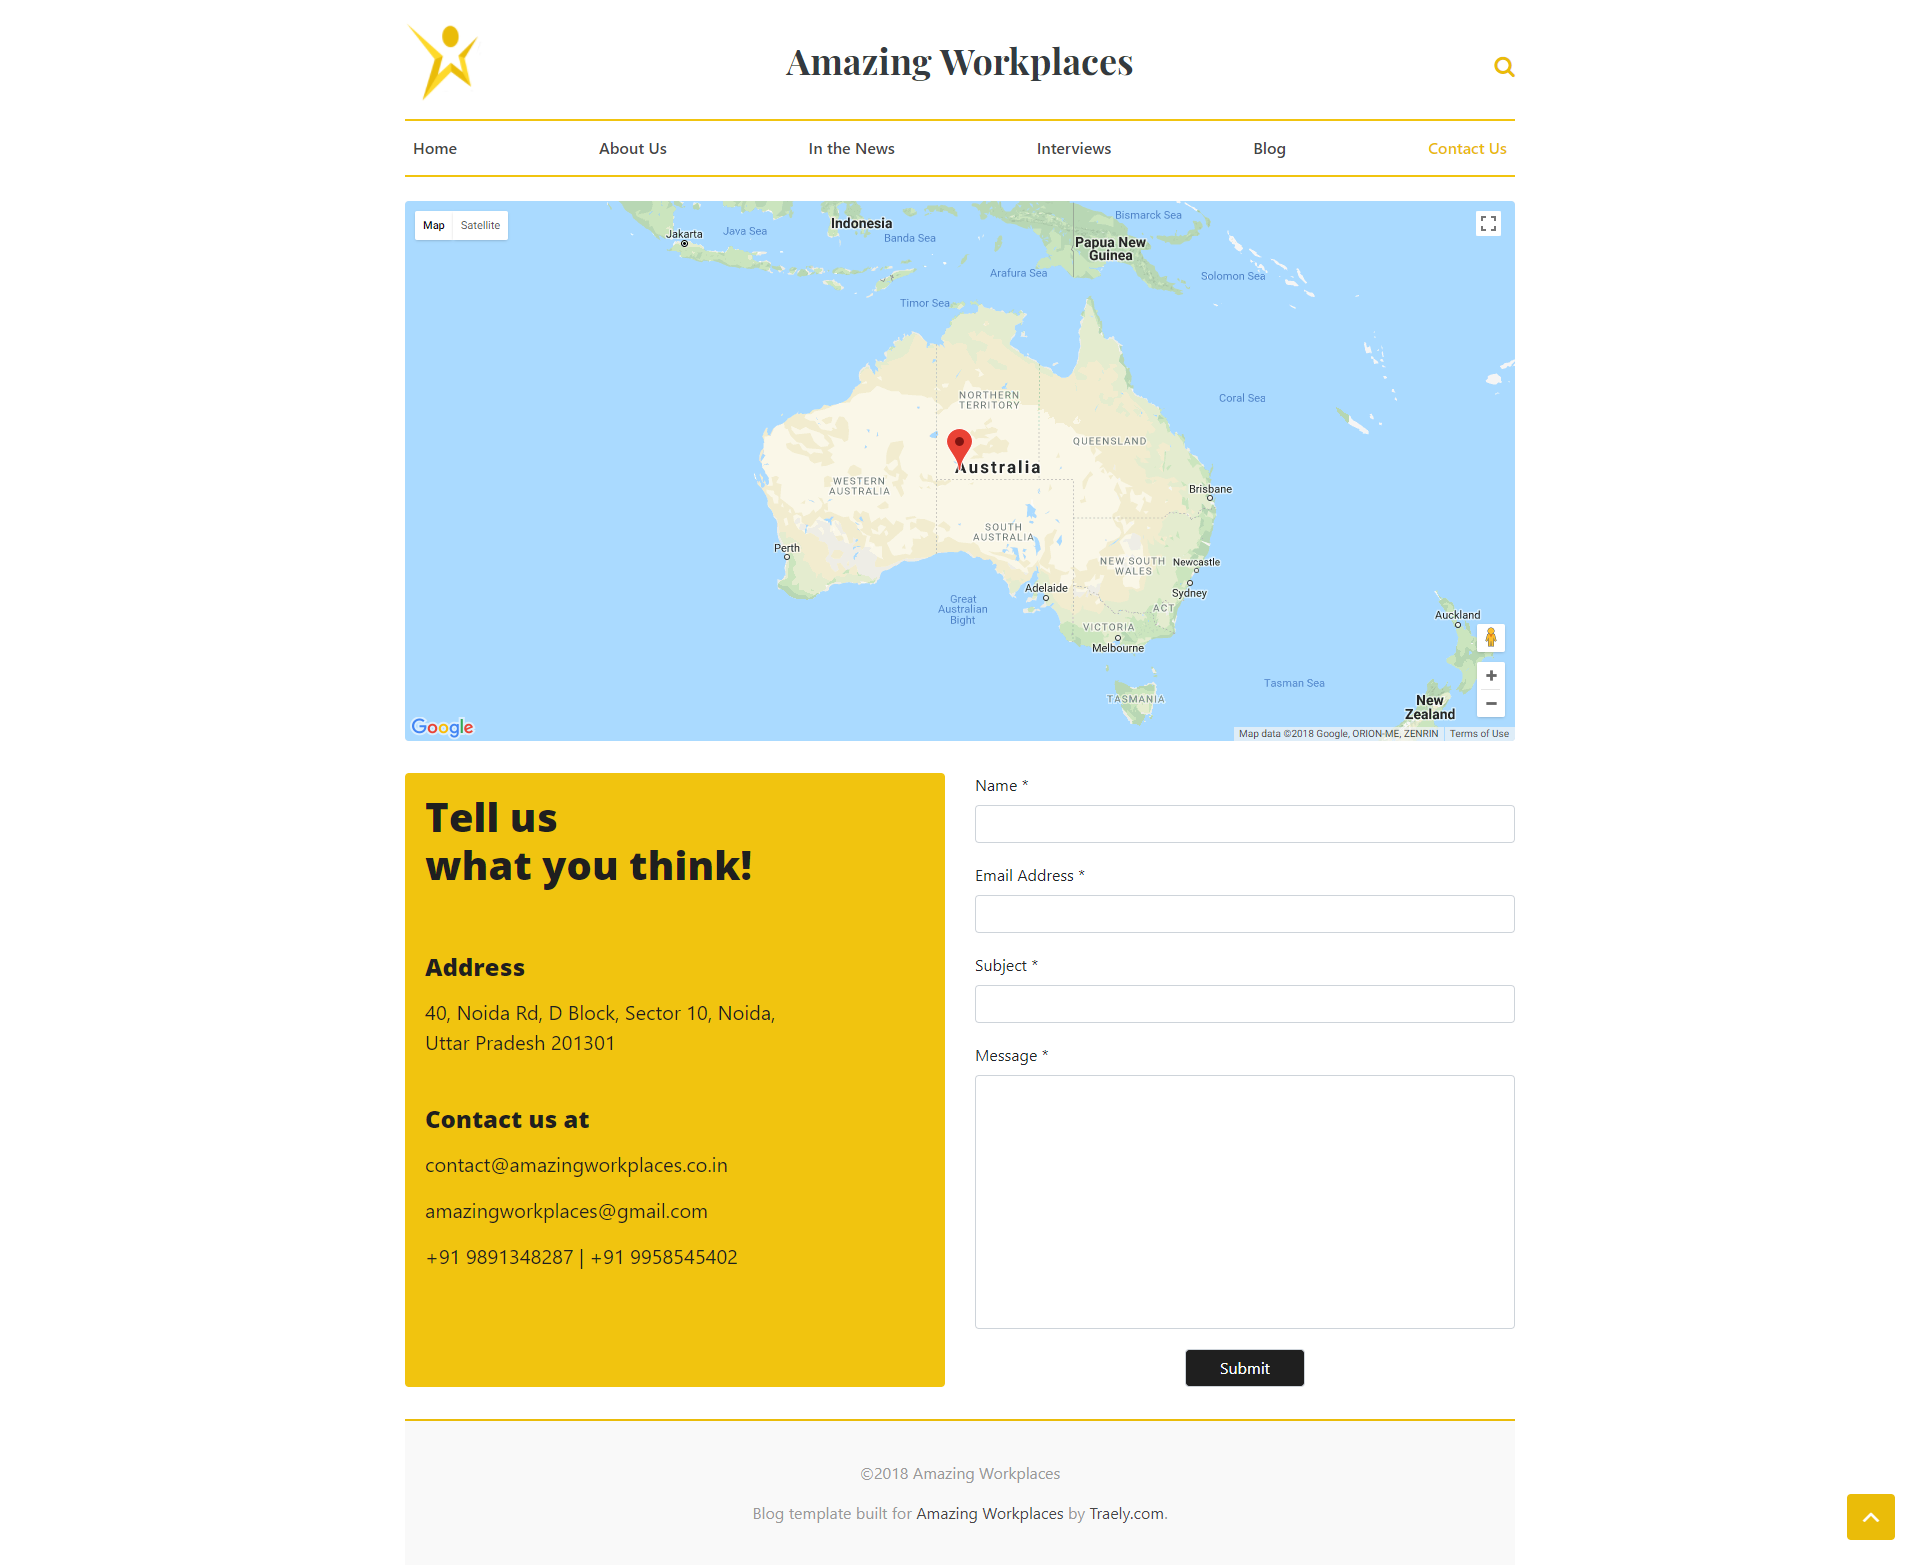 Amazing Workplaces
Home
About Us
In the News
Interviews
Blog
Contact Us
Map
Satellite
Indonesia
Jakarta
Java Sea
Banda Sea
Bismarck Sea
Papua New
Guinea
Arafura Sea
Solomon Sea
Timor Sea
NORTHERN
TERRITORY
Coral Sea
QUEENSLAND
Australia
WESTERN
AUSTRALIA
Brisbane
SOUTH
AUSTRALIA
Perth
NEW SOUTH
WALES
Newcastle
Adelaide
Sydney
Great
Australian
Bight
ACT
Auckland
VICTORIA
Melbourne
Tasman Sea
TASMANIA
New
Zealand
Google
Map data ©2018 Google, ORION-ME, ZENRIN
Terms of Use
Tell us
what you think!
Address
40, Noida Rd, D Block, Sector 10, Noida,
Uttar Pradesh 201301
Contact us at
contact@amazingworkplaces.co.in
amazingworkplaces@gmail.com
+91 9891348287 | +91 9958545402
Name *
Email Address *
Subject *
Message *
Submit
©2018 Amazing Workplaces
Blog template built for Amazing Workplaces by Traely.com.